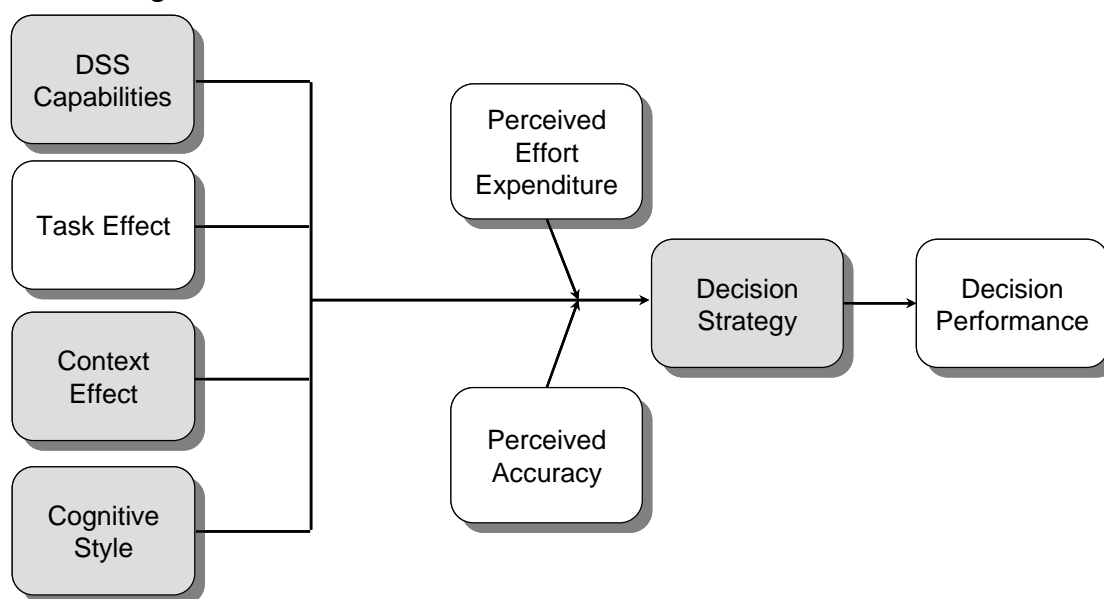 DSS
Capabilities
Task Effect
Context
Effect
Cognitive
Style
Perceived
Effort
Expenditure
Perceived
Accuracy
Decision
Strategy
Decision
Performance